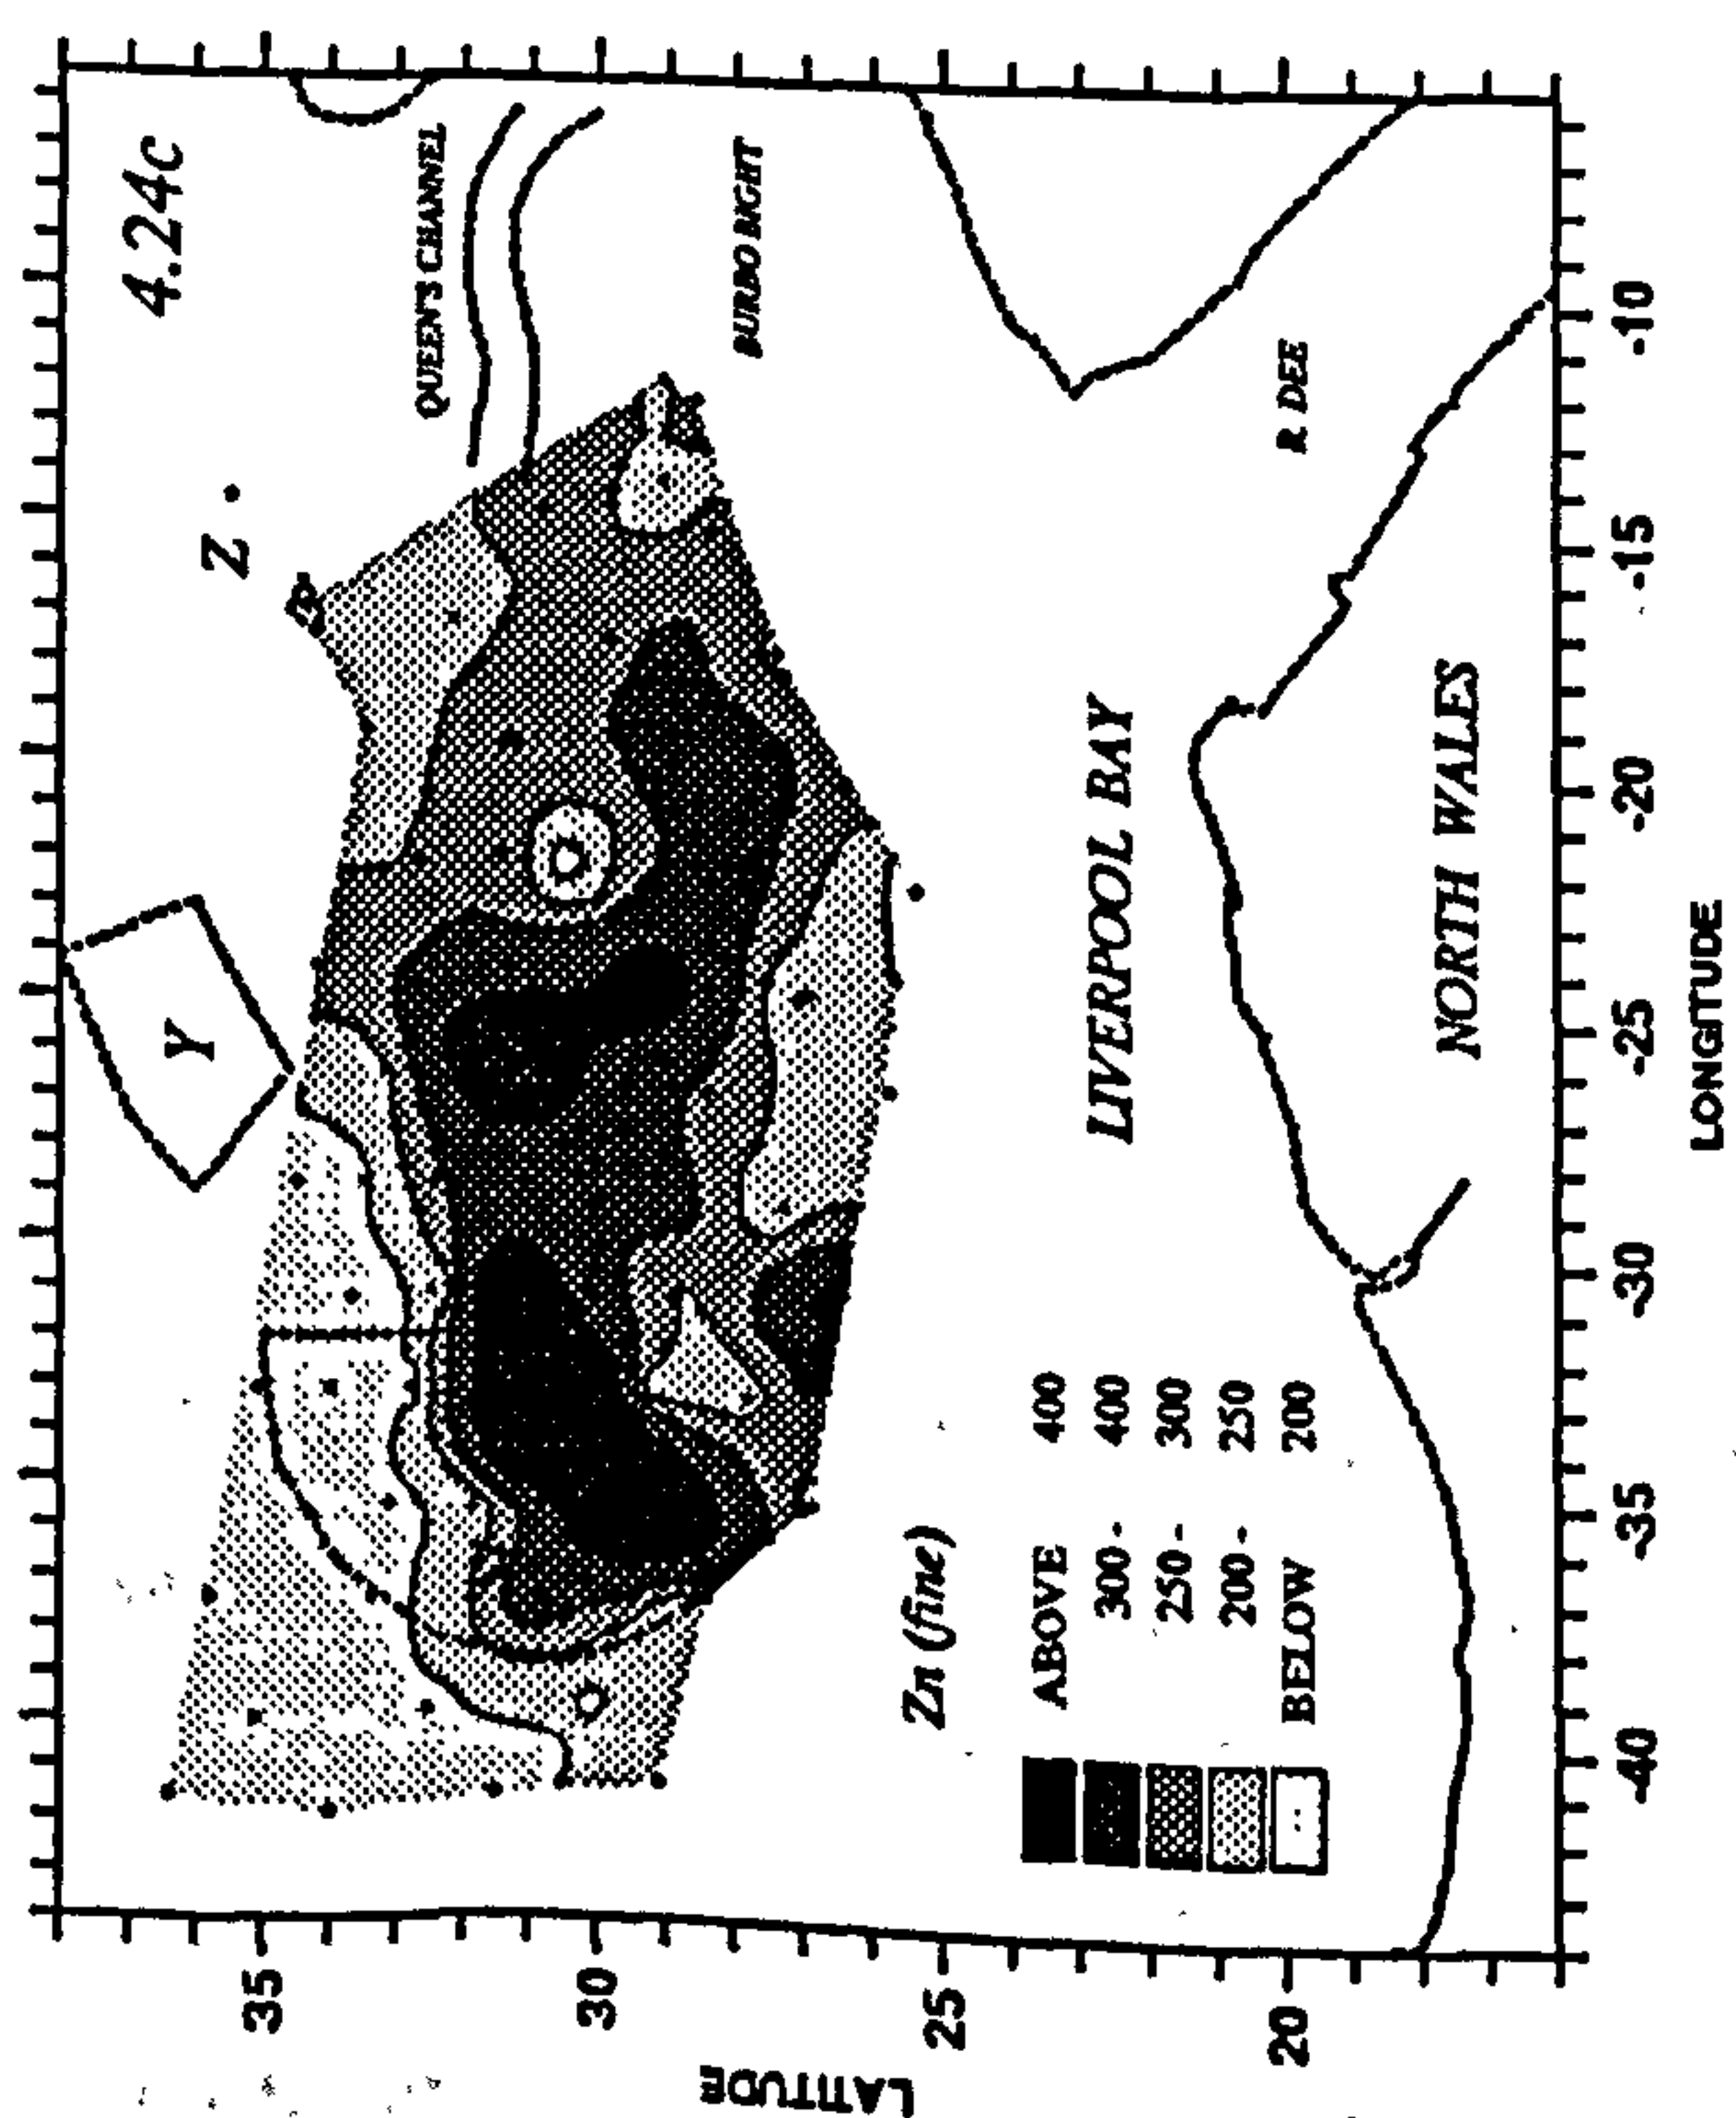 4.24c
Z
Y
QUEEN'S CHANNEL
BURBO BIGHT
R DEE
LIVERPOOL BAY
NORTH WALES
Zn (fine)
ABOVE 400
300 - 400
250 - 300
200 - 250
BELOW 200
LATITUDE
35
30
25
20
-40
-35
-30
-25
-20
-15
-10
LONGITUDE